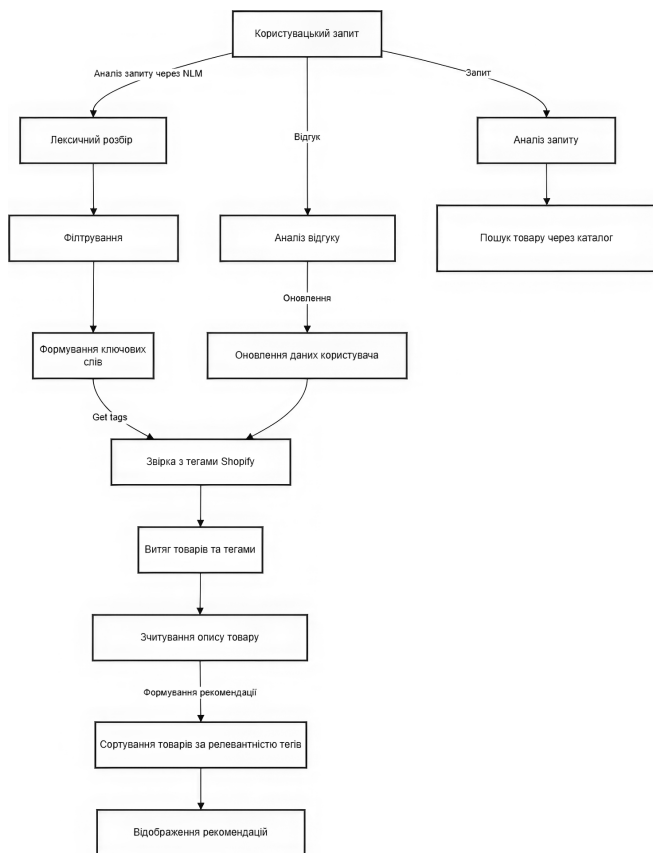 Користувацький запит
Аналіз запиту через NLM
Запит
Лексичний розбір
Відгук
Аналіз запиту
Філтрування
Аналіз відгуку
Пошук товару через каталог
Оновлення
Формування ключових
слів
Оновлення даних користувача
Get tags
Звірка з тегами Shopify
Витяг товарів та тегами
Зчитування опису товару
Формування рекомендації
Сортування товарів за релевантністю тегів
Відображення рекомендацій